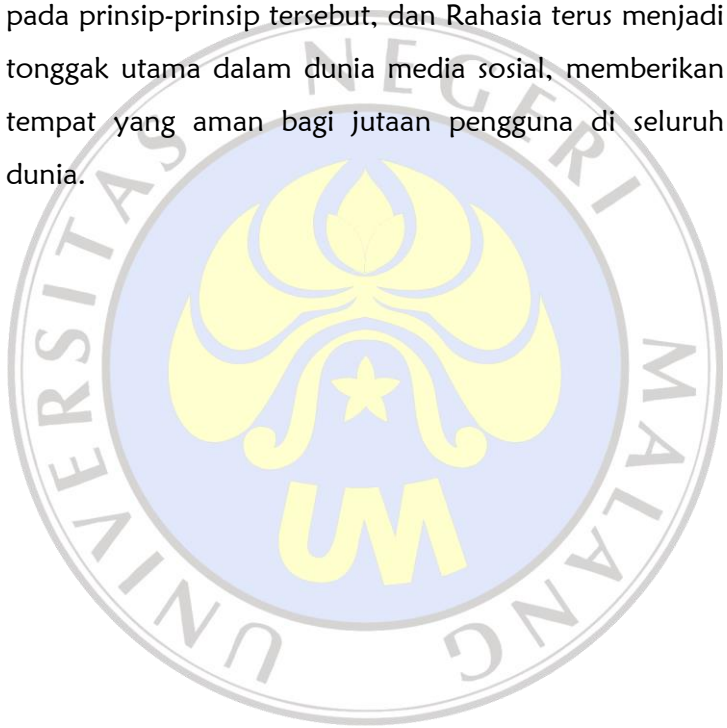 pada prinsip-prinsip tersebut, dan Rahasia terus menjadi
tonggak utama dalam dunia media sosial, memberikan
tempat yang aman bagi jutaan pengguna di seluruh
dunia.
UNIVERSITAS NEGERI MALANG
UM